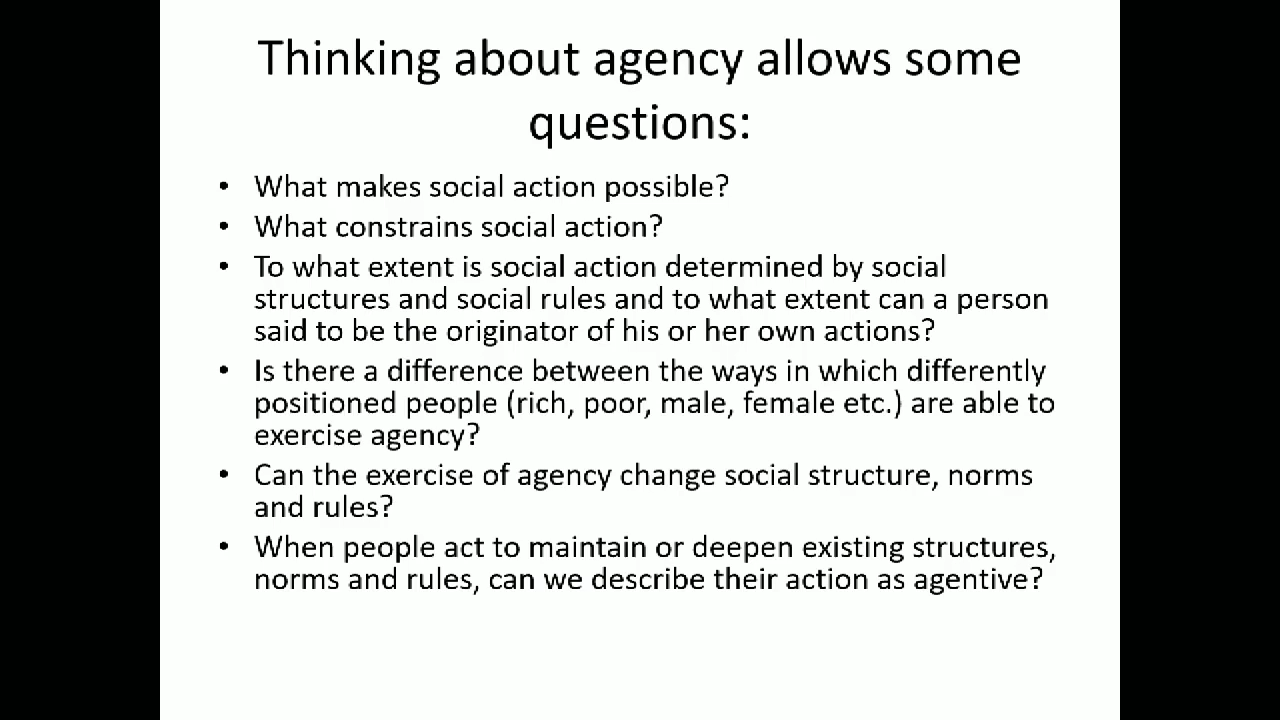 Thinking about agency allows some
questions:
• What makes social action possible?
• What constrains social action?
• To what extent is social action determined by social
structures and social rules and to what extent can a person
said to be the originator of his or her own actions?
• Is there a difference between the ways in which differently
positioned people (rich, poor, male, female etc.) are able to
exercise agency?
• Can the exercise of agency change social structure, norms
and rules?
• When people act to maintain or deepen existing structures,
norms and rules, can we describe their action as agentive?